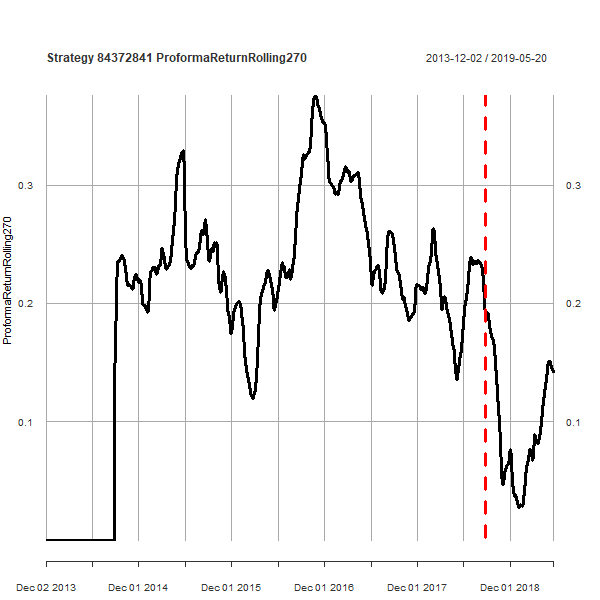 Strategy 84372841 ProformaReturnRolling270
2013-12-02 / 2019-05-20
ProformaReturnRolling270
0.3
0.3
0.2
0.2
0.1
0.1
Dec 02 2013
Dec 01 2014
Dec 01 2015
Dec 01 2016
Dec 01 2017
Dec 01 2018